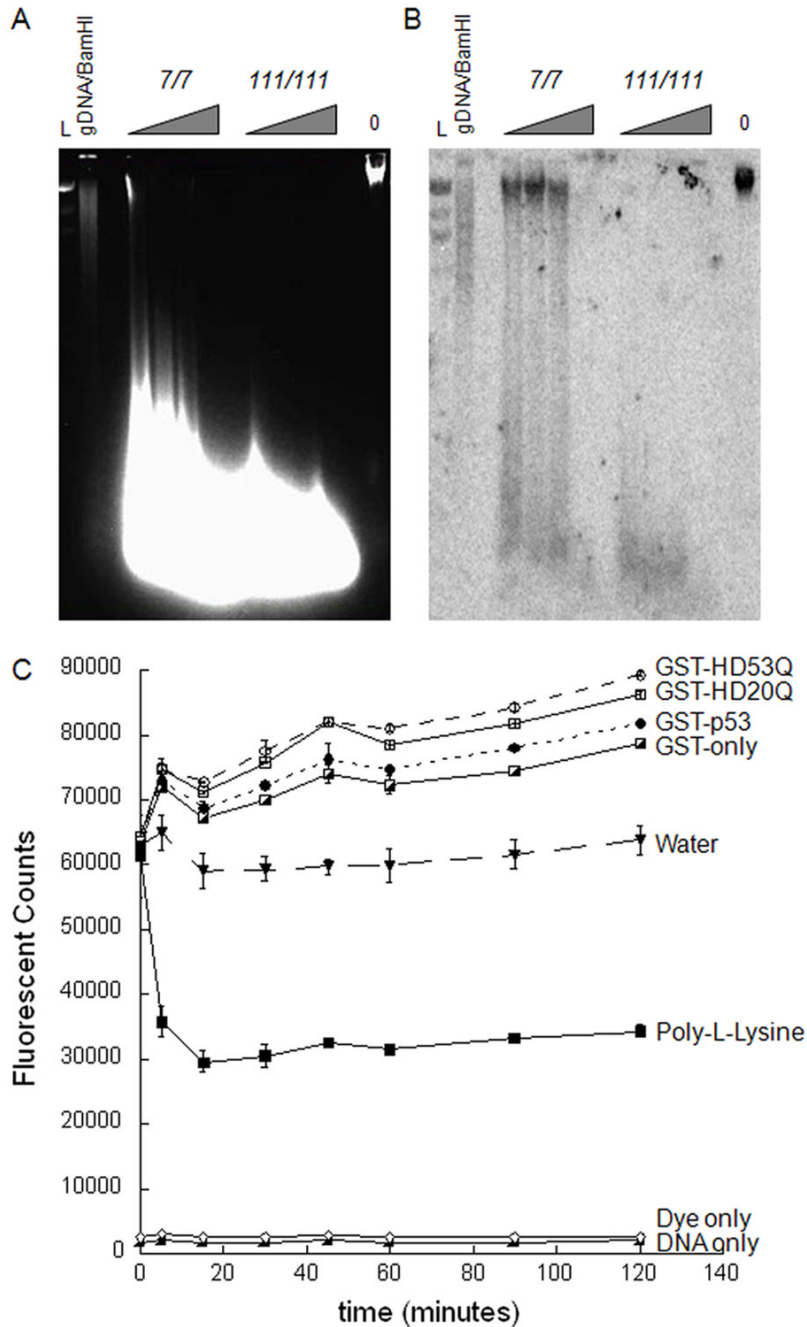 A
L
gDNA/BamHI
7/7
111/111
0
B
L
gDNA/BamHI
7/7
111/111
0
C
90000
80000
70000
60000
50000
40000
30000
20000
10000
0
Fluorescent Counts
GST-HD53Q
GST-HD20Q
GST-p53
GST-only
Water
Poly-L-Lysine
Dye only
DNA only
0 20 40 60 80 100 120 140
time (minutes)